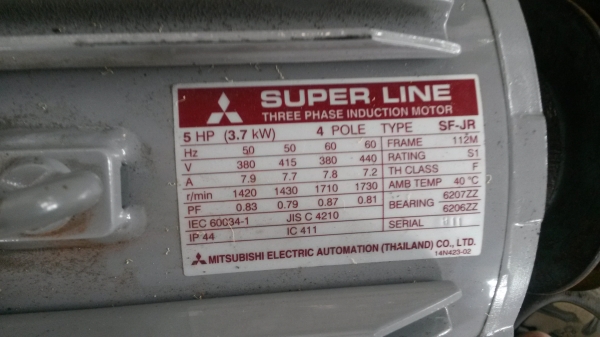 SUPER LINE
THREE PHASE INDUCTION MOTOR
5 HP (3.7 kW) 4 POLE TYPE SF-JR
Hz 50 50 60 60 FRAME 112M
V 380 415 380 440 RATING S1
A 7.9 7.7 7.8 7.2 TH CLASS F
r/min 1420 1430 1710 1730 AMB TEMP 40 °C
PF 0.83 0.79 0.87 0.81 BEARING 6207ZZ 6206ZZ
IEC 60034-1 JIS C 4210
IP 44 IC 411 SERIAL
MITSUBISHI ELECTRIC AUTOMATION (THAILAND) CO., LTD.
14N423-02